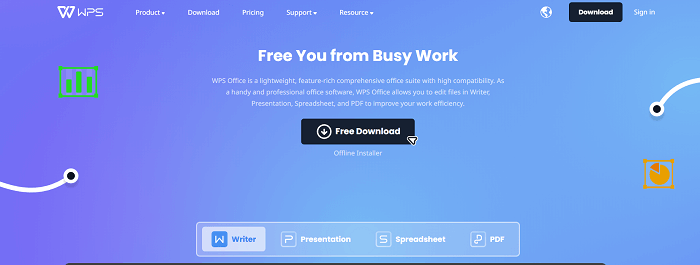 WPS Product Download Pricing Support Resource Download Sign in
Free You from Busy Work
WPS Office is a lightweight, feature-rich comprehensive office suite with high compatibility. As
a handy and professional office software, WPS Office allows you to edit files in Writer,
Presentation, Spreadsheet, and PDF to improve your work efficiency.
Free Download
Offline Installer
Writer Presentation Spreadsheet PDF